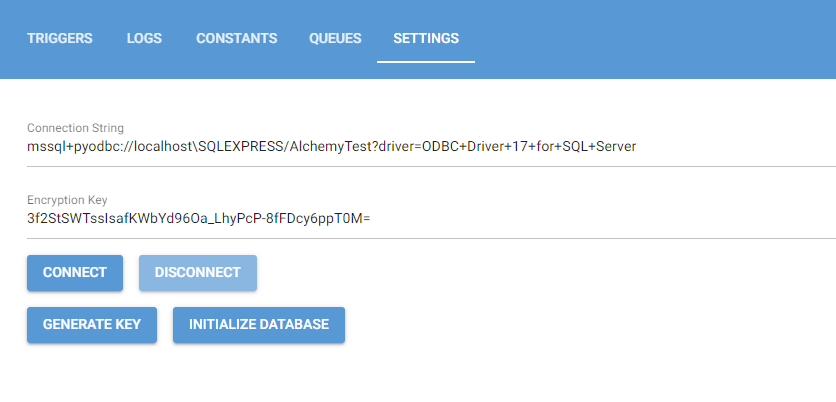 TRIGGERS LOGS CONSTANTS QUEUES SETTINGS
Connection String
mssql+pyodbc://localhost\SQLEXPRESS/AlchemyTest?driver=ODBC+Driver+17+for+SQL+Server
Encryption Key
3f2StSWTssIsafKWbYd96Oa_LhyPcP-8fFDcy6ppT0M=
CONNECT DISCONNECT
GENERATE KEY INITIALIZE DATABASE